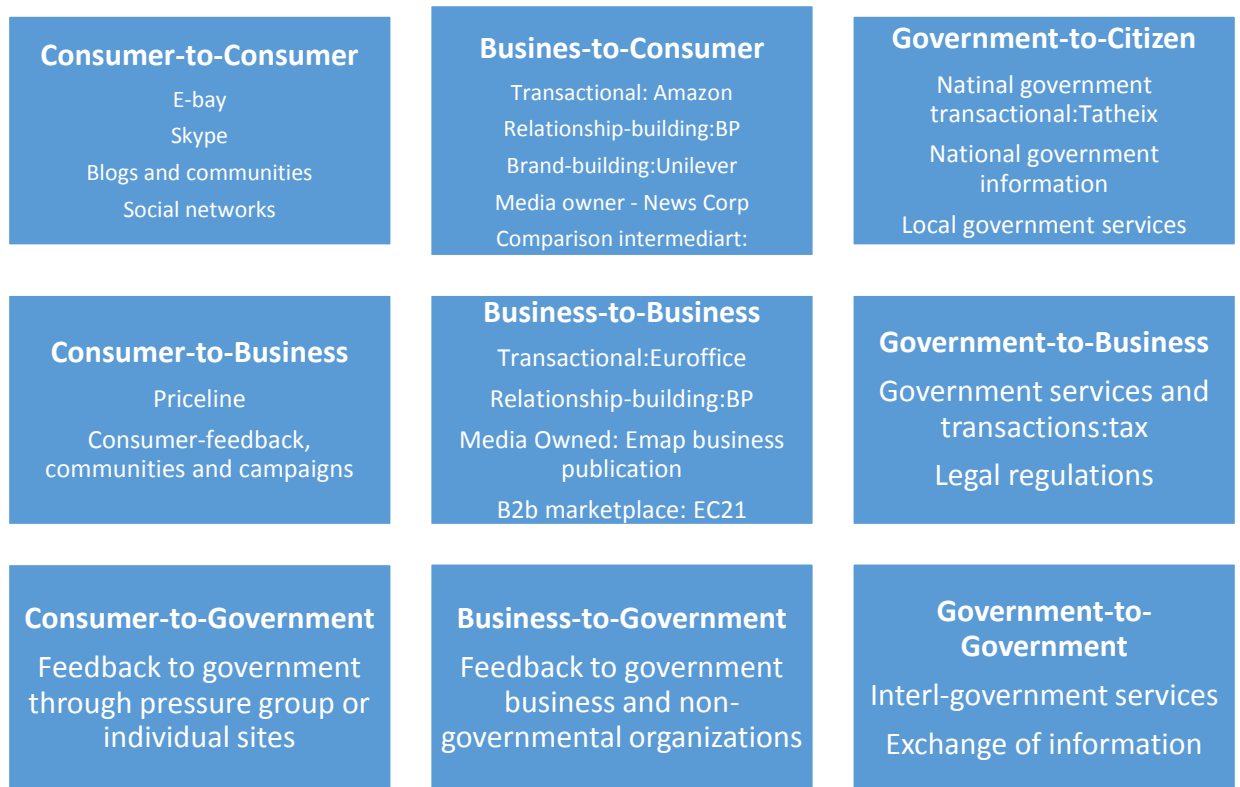 Consumer-to-Consumer
E-bay
Skype
Blogs and communities
Social networks
Busines-to-Consumer
Transactional: Amazon
Relationship-building:BP
Brand-building:Unilever
Media owner - News Corp
Comparison intermediart:
Government-to-Citizen
Natinal government
transactional:Tatheix
National government
information
Local government services
Consumer-to-Business
Priceline
Consumer-feedback,
communities and campaigns
Business-to-Business
Transactional:Euroffice
Relationship-building:BP
Media Owned: Emap business
publication
B2b marketplace: EC21
Government-to-Business
Government services and
transactions:tax
Legal regulations
Consumer-to-Government
Feedback to government
through pressure group or
individual sites
Business-to-Government
Feedback to government
business and non-
governmental organizations
Government-to-
Government
Interl-government services
Exchange of information